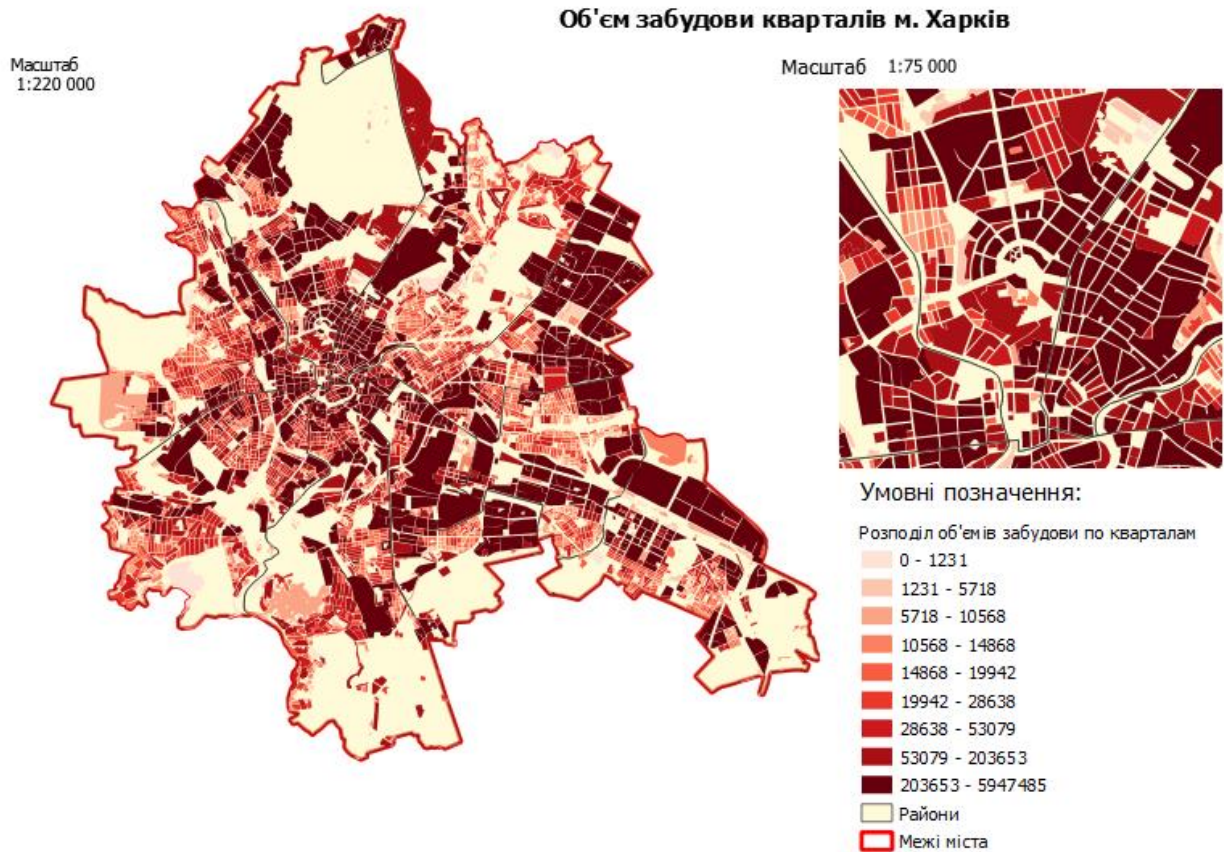 Об'єм забудови кварталів м. Харків
Масштаб
1:220 000
Масштаб 1:75 000
Умовні позначення:
Розподіл об'ємів забудови по кварталам
0 - 1231
1231 - 5718
5718 - 10568
10568 - 14868
14868 - 19942
19942 - 28638
28638 - 53079
53079 - 203653
203653 - 5947485
Райони
Межі міста